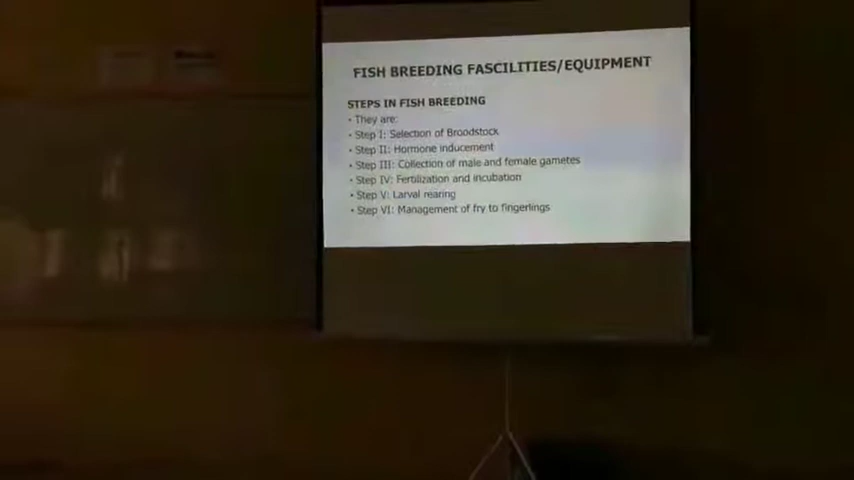 FISH BREEDING FASCILITIES/EQUIPMENT
STEPS IN FISH BREEDING
• They are:
• Step I: Selection of Broodstock
• Step II: Hormone inducement
• Step III: Collection of male and female gametes
• Step IV: Fertilization and incubation
• Step V: Larval rearing
• Step VI: Management of fry to fingerlings